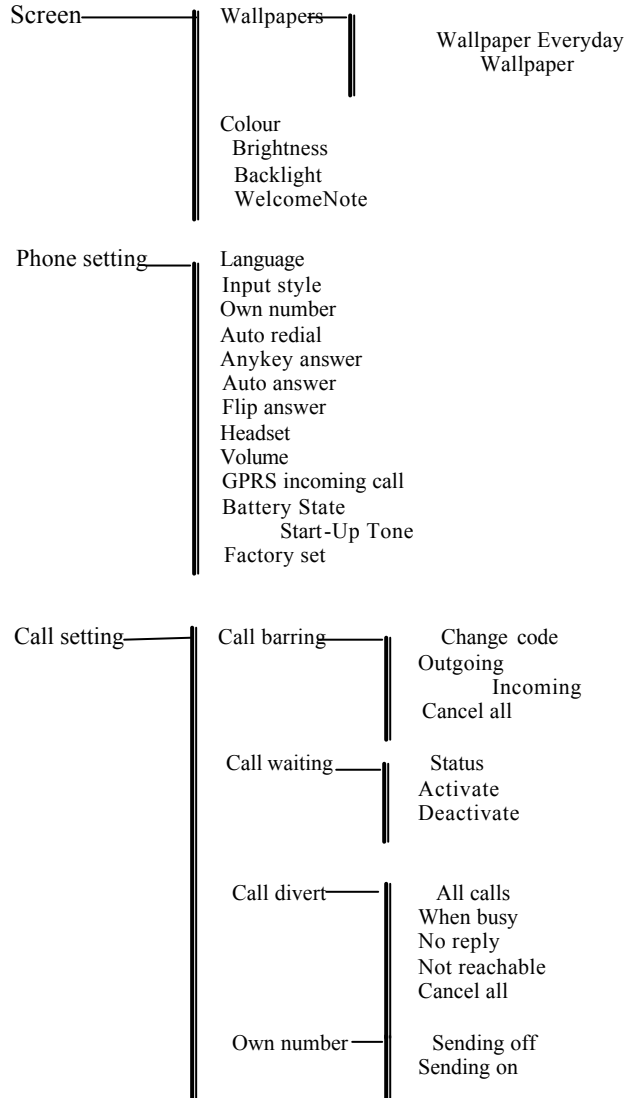 Screen Wallpapers
Wallpaper Everyday
Wallpaper
Colour
Brightness
Backlight
WelcomeNote
Phone setting Language
Input style
Own number
Auto redial
Anykey answer
Auto answer
Flip answer
Headset
Volume
GPRS incoming call
Battery State
Start-Up Tone
Factory set
Call setting Call barring Change code
Outgoing
Incoming
Cancel all
Call waiting Status
Activate
Deactivate
Call divert All calls
When busy
No reply
Not reachable
Cancel all
Own number Sending off
Sending on